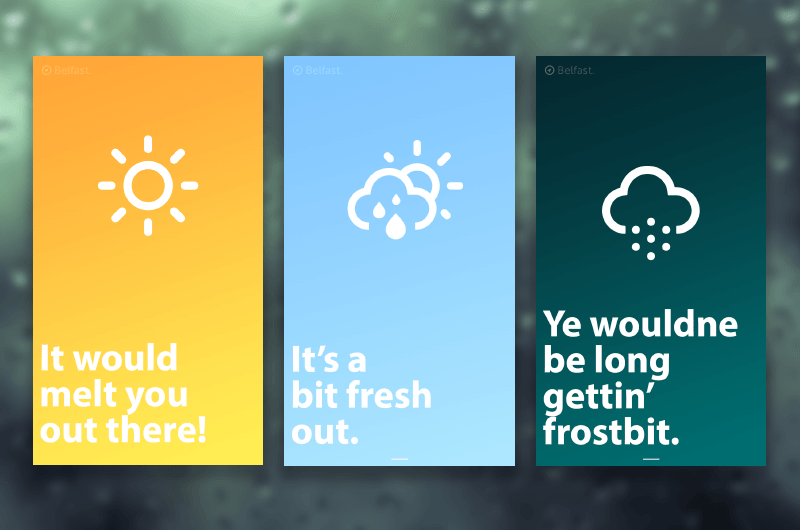 Belfast
It would
melt you
out there!
Belfast
It's a
bit fresh
out.
Belfast
Ye wouldne
be long
gettin'
frostbit.